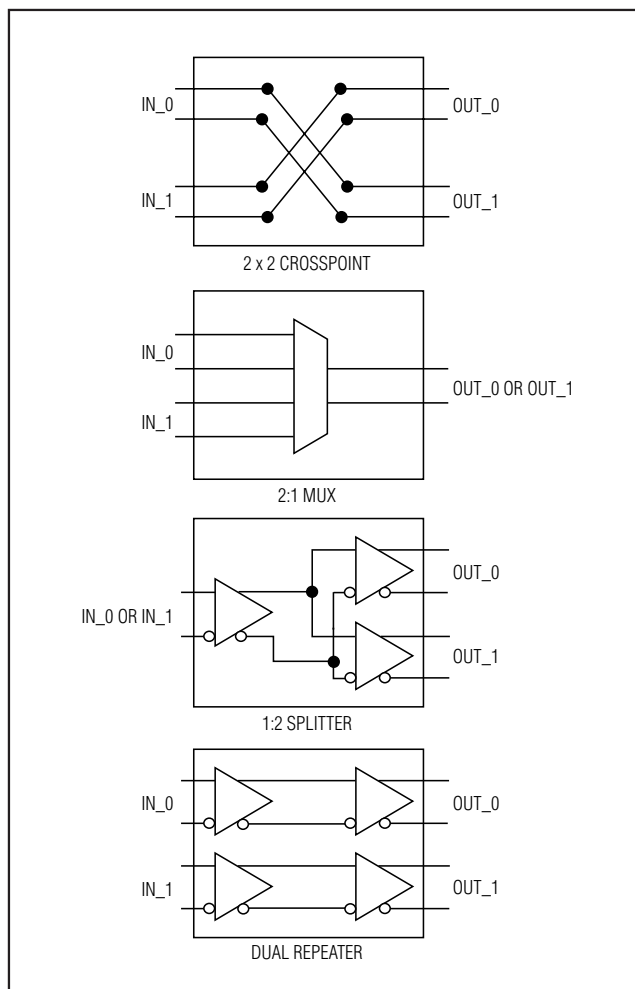 IN_0
OUT_0
IN_1
OUT_1
2 x 2 CROSSPOINT
IN_0
OUT_0 OR OUT_1
IN_1
2:1 MUX
OUT_0
IN_0 OR IN_1
OUT_1
1:2 SPLITTER
IN_0
OUT_0
IN_1
OUT_1
DUAL REPEATER